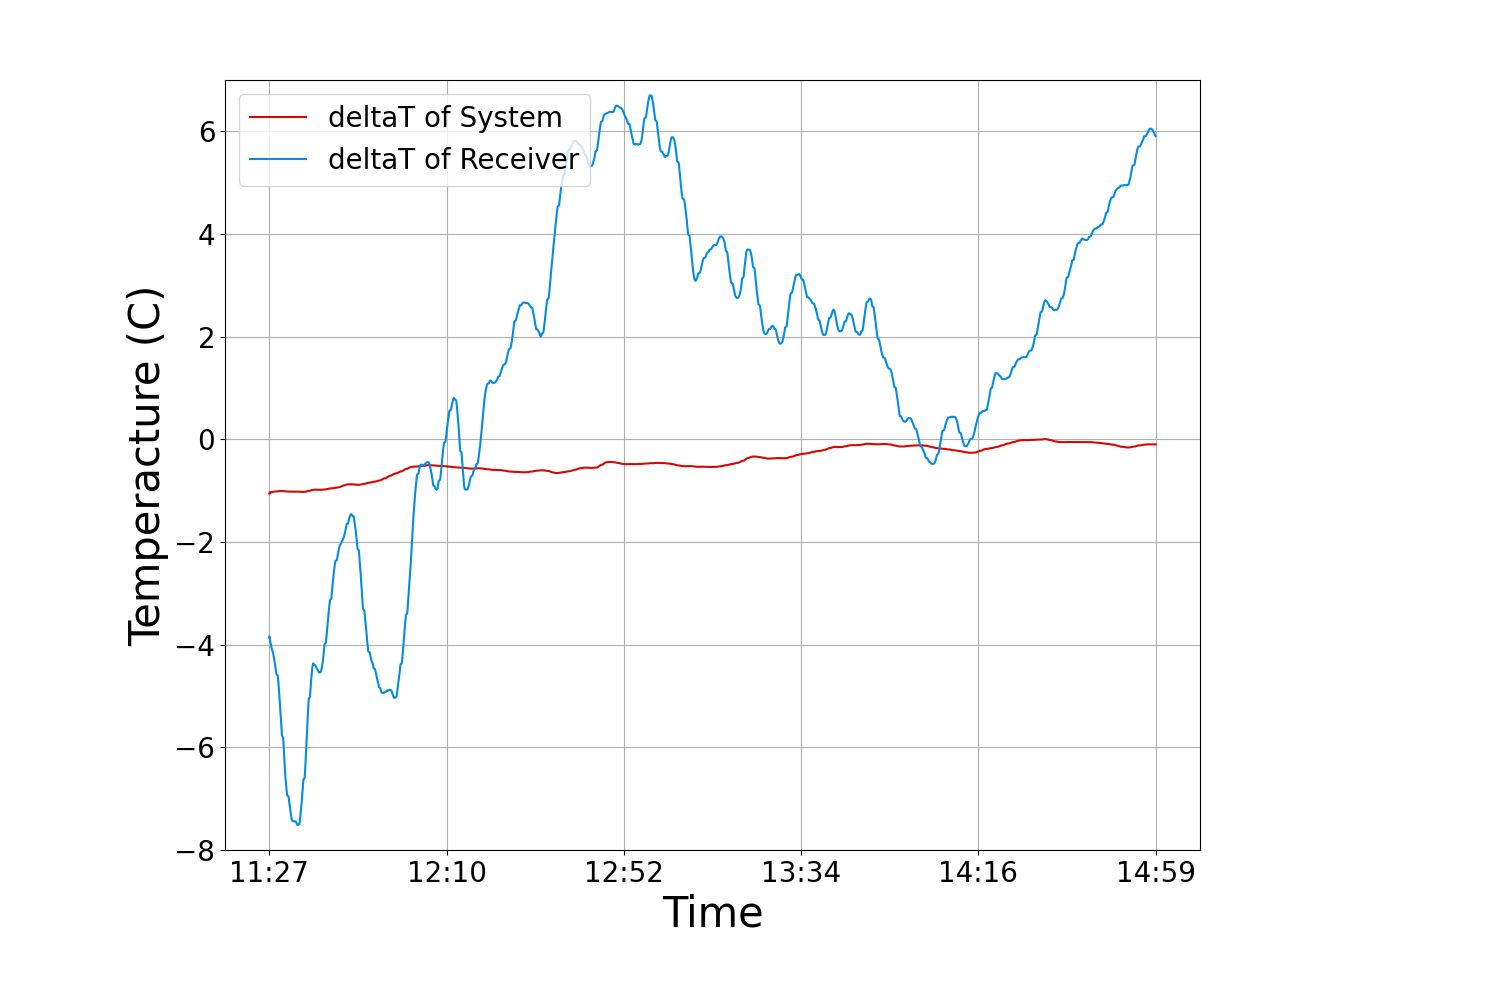 deltaT of System
deltaT of Receiver
6
4
2
0
−2
−4
−6
−8
Temperacture (C)
11:27 12:10 12:52 13:34 14:16 14:59
Time